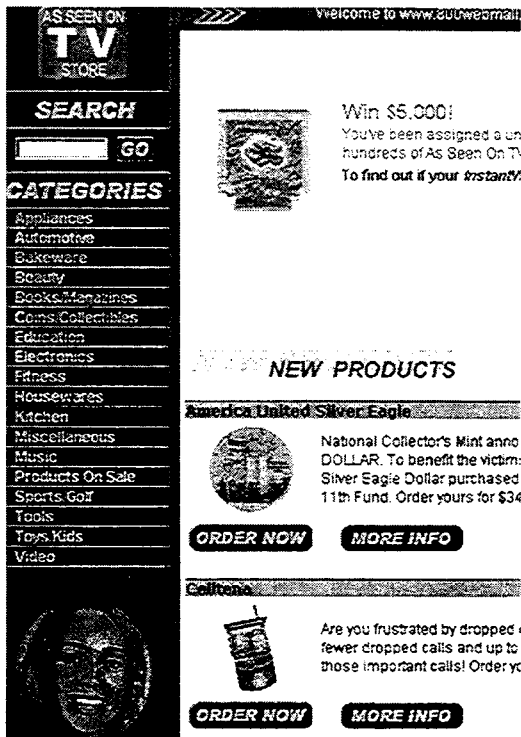 AS SEEN ON
TV
STORE
SEARCH
GO
CATEGORIES
Appliances
Automotive
Bakeware
Beauty
Books/Magazines
Coins/Collectibles
Education
Electronics
Fitness
Housewares
Kitchen
Miscellaneous
Music
Products On Sale
Sports/Golf
Tools
Toys/Kids
Video
Welcome to www.800webmall
Win $5,000!
You've been assigned a un
hundreds of As Seen On TV
To find out if your InstantW
NEW PRODUCTS
America United Silver Eagle
National Collector's Mint anno
DOLLAR. To benefit the victims
Silver Eagle Dollar purchased
11th Fund. Order yours for $34
ORDER NOW
MORE INFO
Celltena
Are you frustrated by dropped
fewer dropped calls and up to
those important calls! Order yo
ORDER NOW
MORE INFO